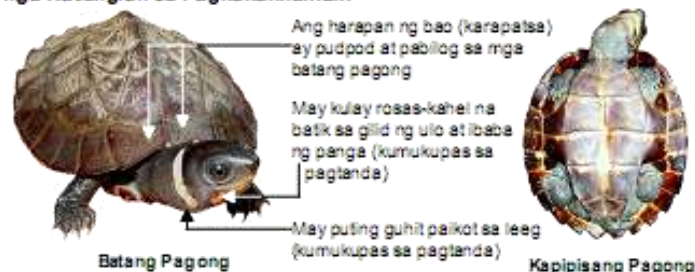 Ang harapan ng bao (karapatsa)
ay pudpod at pabilog sa mga
batang pagong
May kulay rosas-kahel na
batik sa gilid ng ulo at ibaba
ng panga (kumukupas sa
pagtanda)
May puting guhit paikot sa leeg
(kumukupas sa pagtanda)
Batang Pagong
Kapipisang Pagong